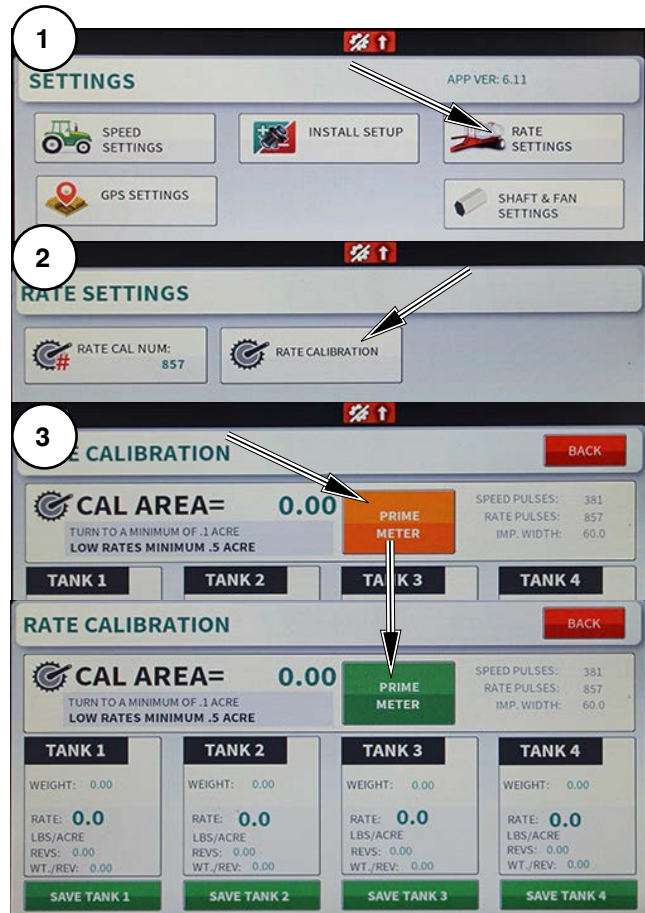 1
SETTINGS
APP VER: 6.11
SPEED
SETTINGS
INSTALL SETUP
RATE
SETTINGS
GPS SETTINGS
SHAFT & FAN
SETTINGS
2
RATE SETTINGS
RATE CAL NUM:
857
RATE CALIBRATION
3
E CALIBRATION
BACK
CAL AREA= 0.00
TURN TO A MINIMUM OF .1 ACRE
LOW RATES MINIMUM .5 ACRE
PRIME
METER
SPEED PULSES: 381
RATE PULSES: 857
IMP. WIDTH: 60.0
TANK 1 TANK 2 TANK 3 TANK 4
RATE CALIBRATION
BACK
CAL AREA= 0.00
TURN TO A MINIMUM OF .1 ACRE
LOW RATES MINIMUM .5 ACRE
PRIME
METER
SPEED PULSES: 381
RATE PULSES: 857
IMP. WIDTH: 60.0
TANK 1
WEIGHT: 0.00
RATE: 0.0
LBS/ACRE
REVS: 0.00
WT./REV: 0.00
SAVE TANK 1
TANK 2
WEIGHT: 0.00
RATE: 0.0
LBS/ACRE
REVS: 0.00
WT./REV: 0.00
SAVE TANK 2
TANK 3
WEIGHT: 0.00
RATE: 0.0
LBS/ACRE
REVS: 0.00
WT./REV: 0.00
SAVE TANK 3
TANK 4
WEIGHT: 0.00
RATE: 0.0
LBS/ACRE
REVS: 0.00
WT./REV: 0.00
SAVE TANK 4